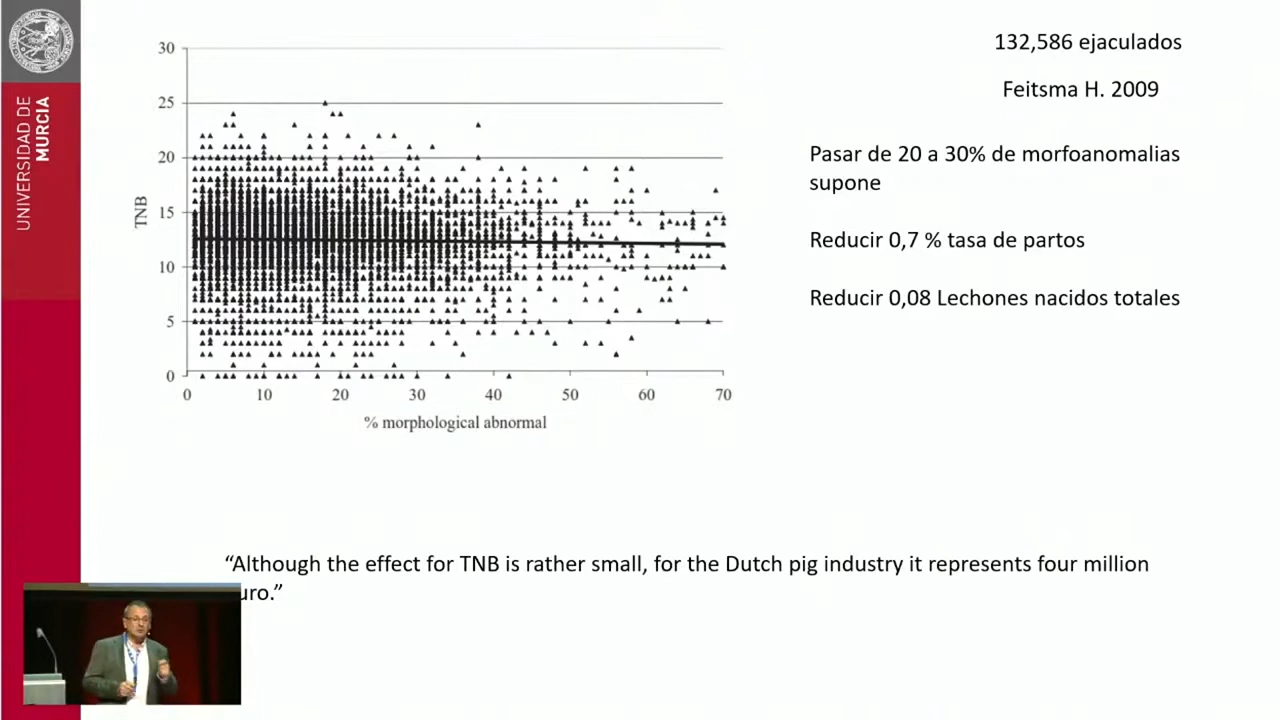 UNIVERSIDAD DE
MURCIA
30
25
20
15
10
5
0
TNB
0 10 20 30 40 50 60 70
% morphological abnormal
132,586 ejaculados
Feitsma H. 2009
Pasar de 20 a 30% de morfoanomalias
supone
Reducir 0,7 % tasa de partos
Reducir 0,08 Lechones nacidos totales
“Although the effect for TNB is rather small, for the Dutch pig industry it represents four million
uro.”